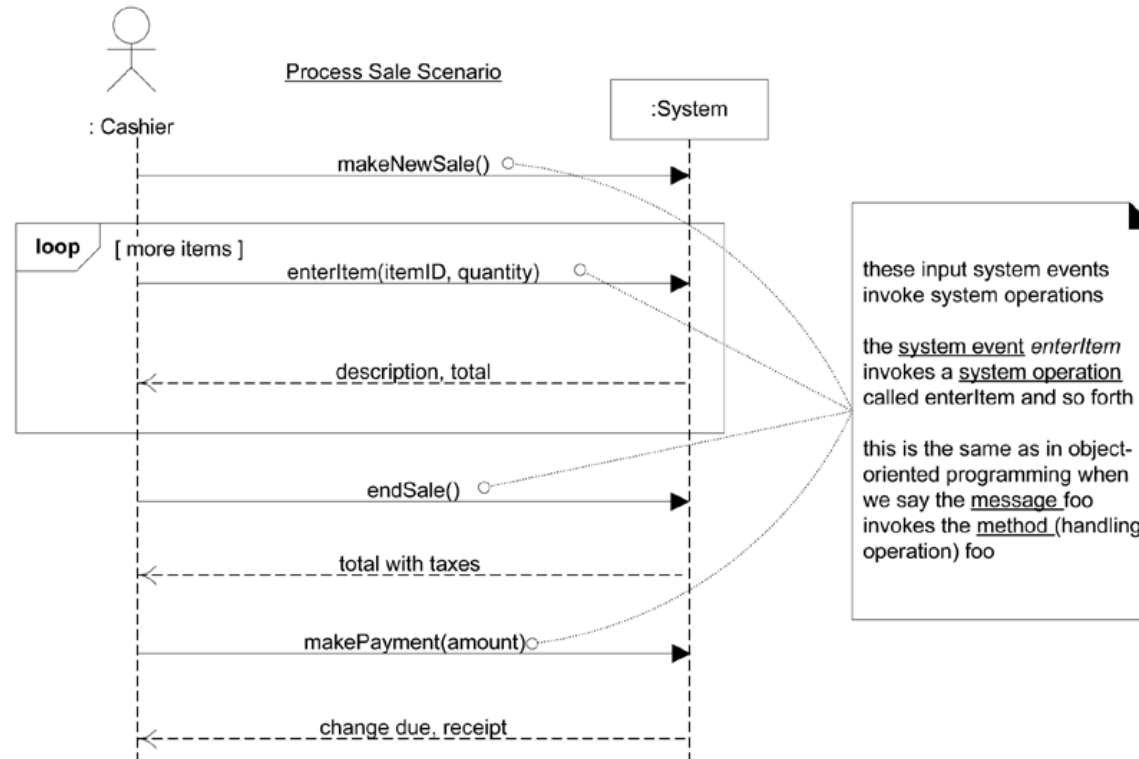 Process Sale Scenario
: Cashier
:System
makeNewSale()
loop
[ more items ]
enterItem(itemID, quantity)
description, total
endSale()
total with taxes
makePayment(amount)
change due, receipt
these input system events
invoke system operations
the system event enterItem
invokes a system operation
called enterItem and so forth
this is the same as in object-
oriented programming when
we say the message foo
invokes the method (handling
operation) foo